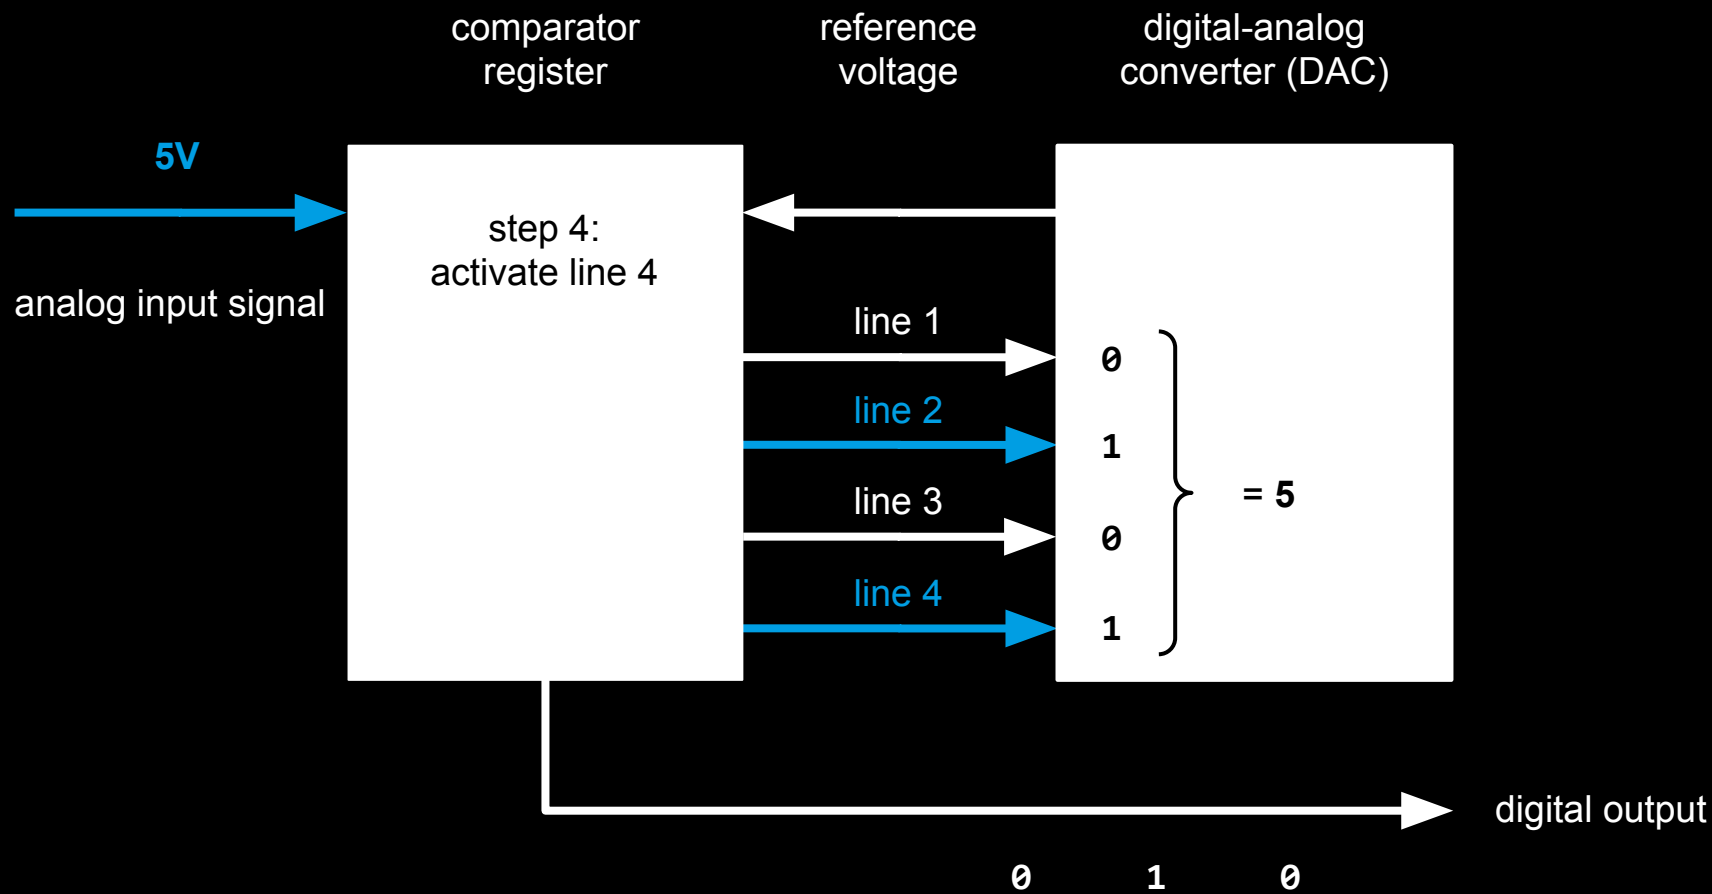 comparator
register
reference
voltage
digital-analog
converter (DAC)
5V
analog input signal
step 4:
activate line 4
line 1
line 2
line 3
line 4
0
1
0
1
= 5
digital output
0 1 0